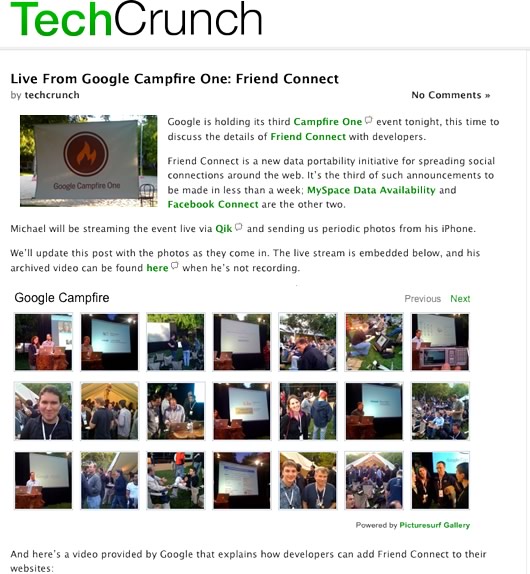 TechCrunch
Live From Google Campfire One: Friend Connect
by techcrunch
No Comments »
Google Campfire One
Google is holding its third Campfire One event tonight, this time to
discuss the details of Friend Connect with developers.
Friend Connect is a new data portability initiative for spreading social
connections around the web. It's the third of such announcements to
be made in less than a week; MySpace Data Availability and
Facebook Connect are the other two.
Michael will be streaming the event live via Qik and sending us periodic photos from his iPhone.
We'll update this post with the photos as they come in. The live stream is embedded below, and his
archived video can be found here when he's not recording.
Google Campfire
Previous Next
Powered by Picturesurf Gallery
And here's a video provided by Google that explains how developers can add Friend Connect to their
websites: